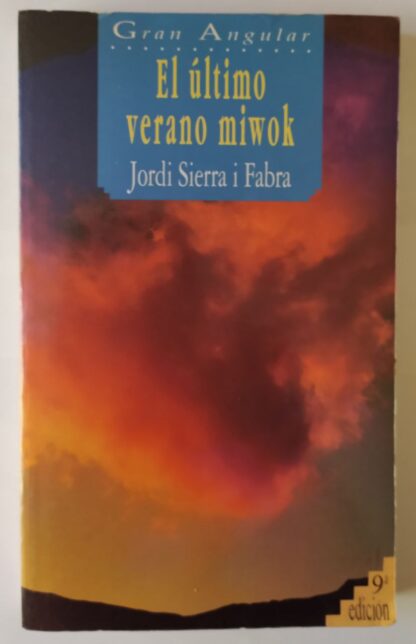 Gran Angular
El último
verano miwok
Jordi Sierra i Fabra
9ª
edición